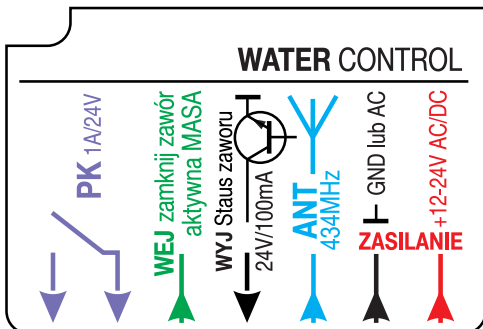 WATER CONTROL
PK 1A/24V
WEJ zamknij zawór
aktywna MASA
WYJ Staus zaworu
24V/100mA
ANT
434MHz
GND lub AC
+12-24V AC/DC
ZASILANIE